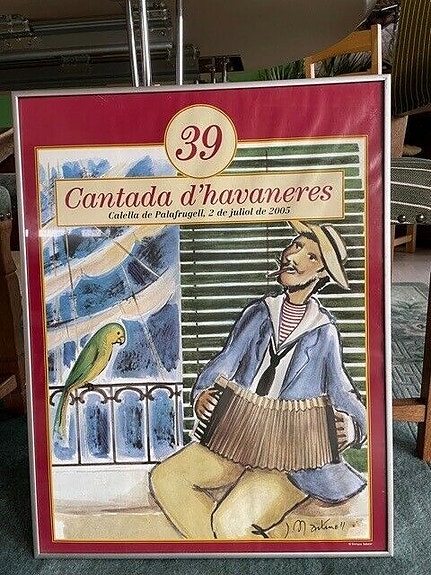 39
Cantada d'havaneres
Calella de Palafrugell, 2 de juliol de 2005